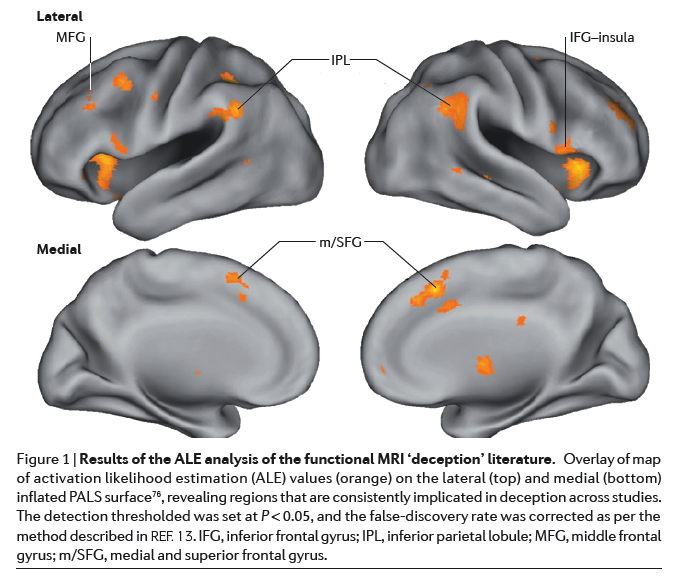 Lateral
MFG
IFG–insula
IPL
Medial
m/SFG
Figure 1 | Results of the ALE analysis of the functional MRI ‘deception’ literature. Overlay of map
of activation likelihood estimation (ALE) values (orange) on the lateral (top) and medial (bottom)
inflated PALS surface⁷⁶, revealing regions that are consistently implicated in deception across studies.
The detection thresholded was set at P < 0.05, and the false-discovery rate was corrected as per the
method described in REF. 13. IFG, inferior frontal gyrus; IPL, inferior parietal lobule; MFG, middle frontal
gyrus; m/SFG, medial and superior frontal gyrus.